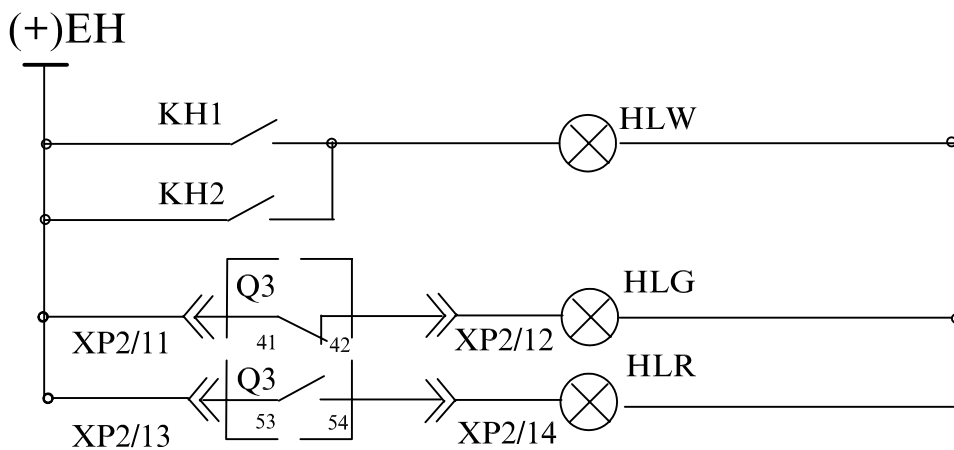 (+)EH
KH1
HLW
KH2
Q3
HLG
XP2/11
41
42
XP2/12
Q3
HLR
XP2/13
53
54
XP2/14